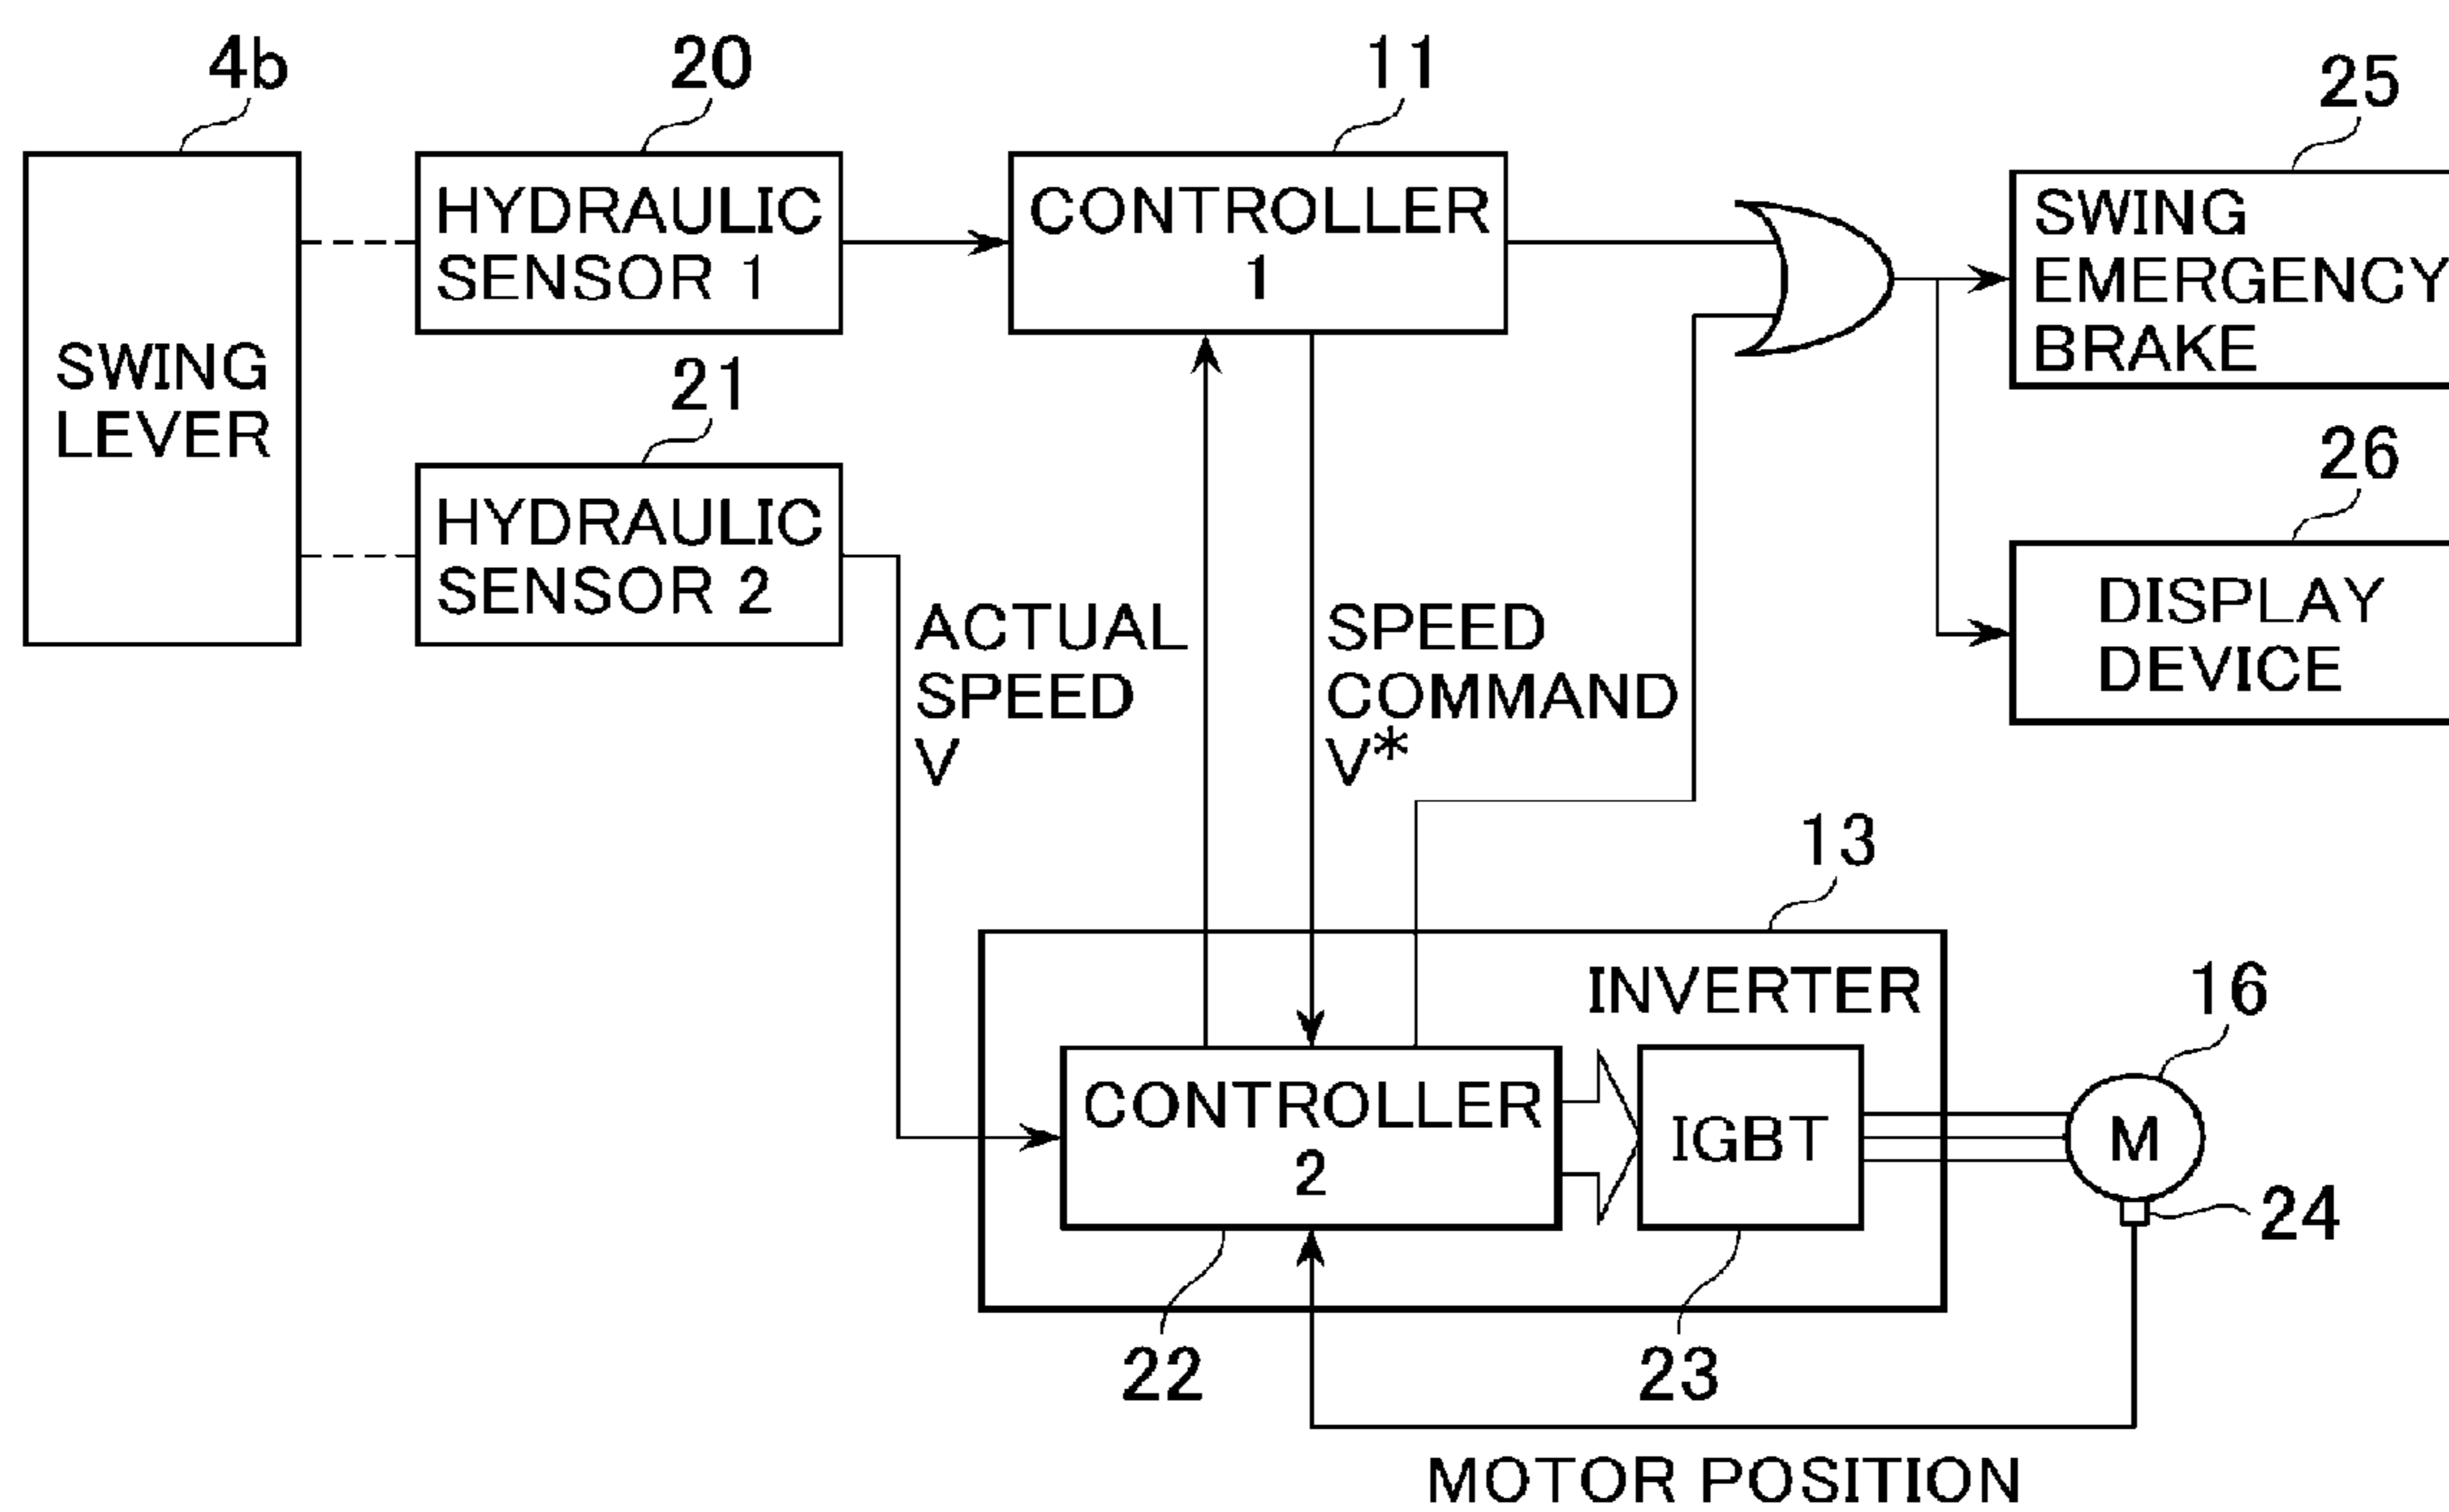 4b
20
11
25
SWING
LEVER
HYDRAULIC
SENSOR 1
CONTROLLER
1
SWING
EMERGENCY
BRAKE
21
HYDRAULIC
SENSOR 2
26
DISPLAY
DEVICE
ACTUAL
SPEED
V
SPEED
COMMAND
V*
13
INVERTER
CONTROLLER
2
IGBT
16
M
24
22
23
MOTOR POSITION